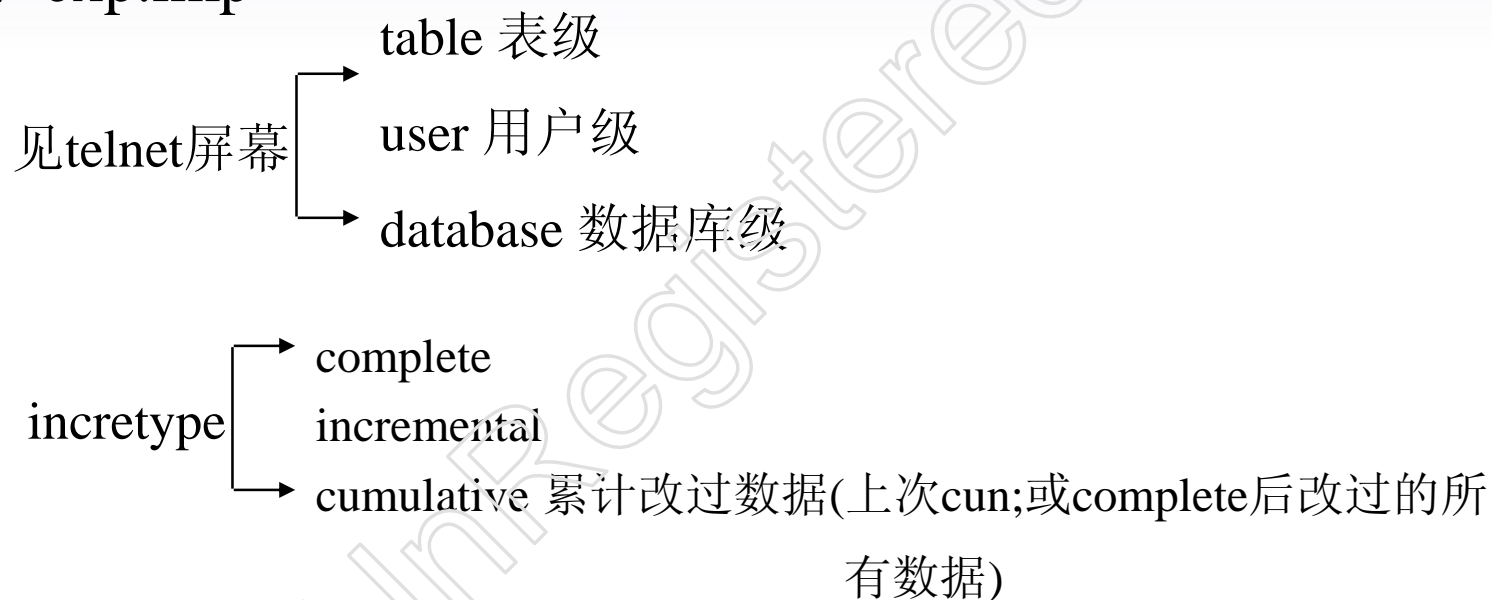 exp.imp
table 表级
见telnet屏幕
user 用户级
database 数据库级
complete
incretype
incremental
cumulative 累计改过数据(上次cun;或complete后改过的所
有数据)
InRegistered